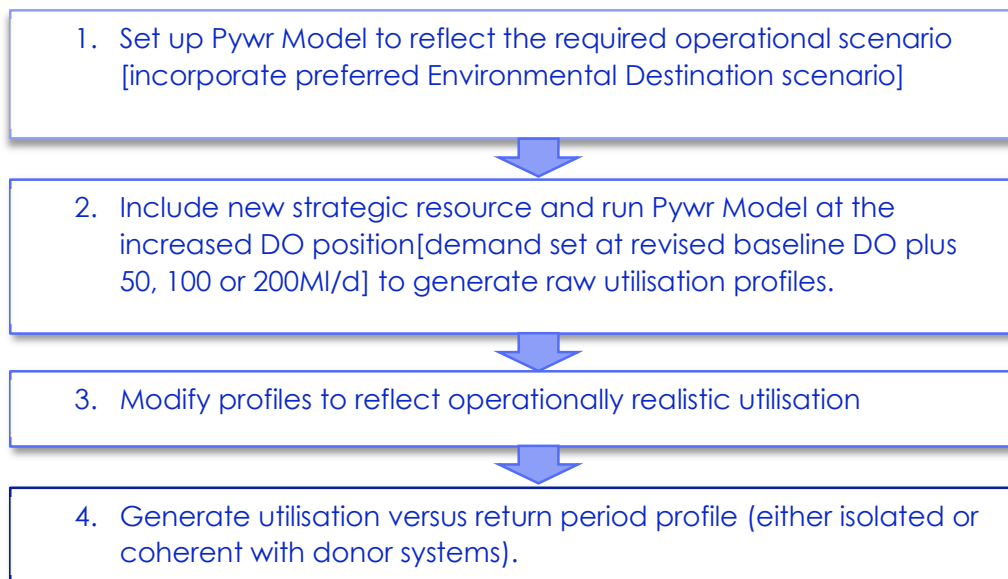 1. Set up Pywr Model to reflect the required operational scenario
[incorporate preferred Environmental Destination scenario]
2. Include new strategic resource and run Pywr Model at the
increased DO position[demand set at revised baseline DO plus
50, 100 or 200Ml/d] to generate raw utilisation profiles.
3. Modify profiles to reflect operationally realistic utilisation
4. Generate utilisation versus return period profile (either isolated or
coherent with donor systems).